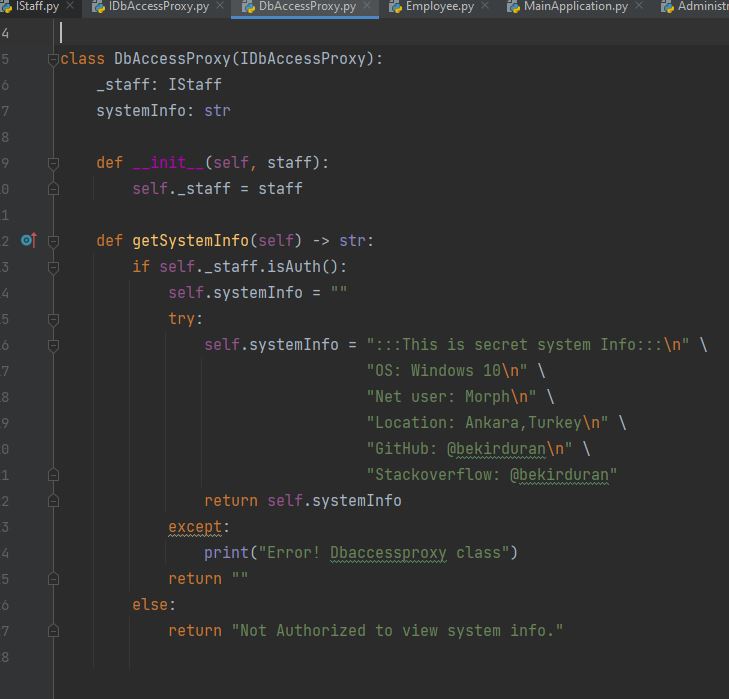 IStaff.py × IDbAccessProxy.py × DbAccessProxy.py × Employee.py × MainApplication.py × Administr
4
5 class DbAccessProxy(IDbAccessProxy):
6 _staff: IStaff
7 systemInfo: str
8
9 def __init__(self, staff):
0 self._staff = staff
1
2 def getSystemInfo(self) -> str:
3 if self._staff.isAuth():
4 self.systemInfo = ""
5 try:
6 self.systemInfo = ":::This is secret system Info:::\n" \
7 "OS: Windows 10\n" \
8 "Net user: Morph\n" \
9 "Location: Ankara,Turkey\n" \
0 "GitHub: @bekirduran\n" \
1 "Stackoverflow: @bekirduran"
2 return self.systemInfo
3 except:
4 print("Error! Dbaccessproxy class")
5 return ""
6 else:
7 return "Not Authorized to view system info."
8